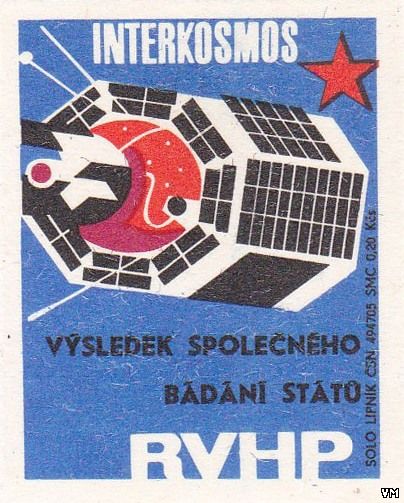 INTERKOSMOS
VÝSLEDEK SPOLEČNÉHO
BÁDÁNÍ STÁTŮ
RVHP
SOLO LIPNÍK ČSN 494705 SMC 0,20 Kčs
VM